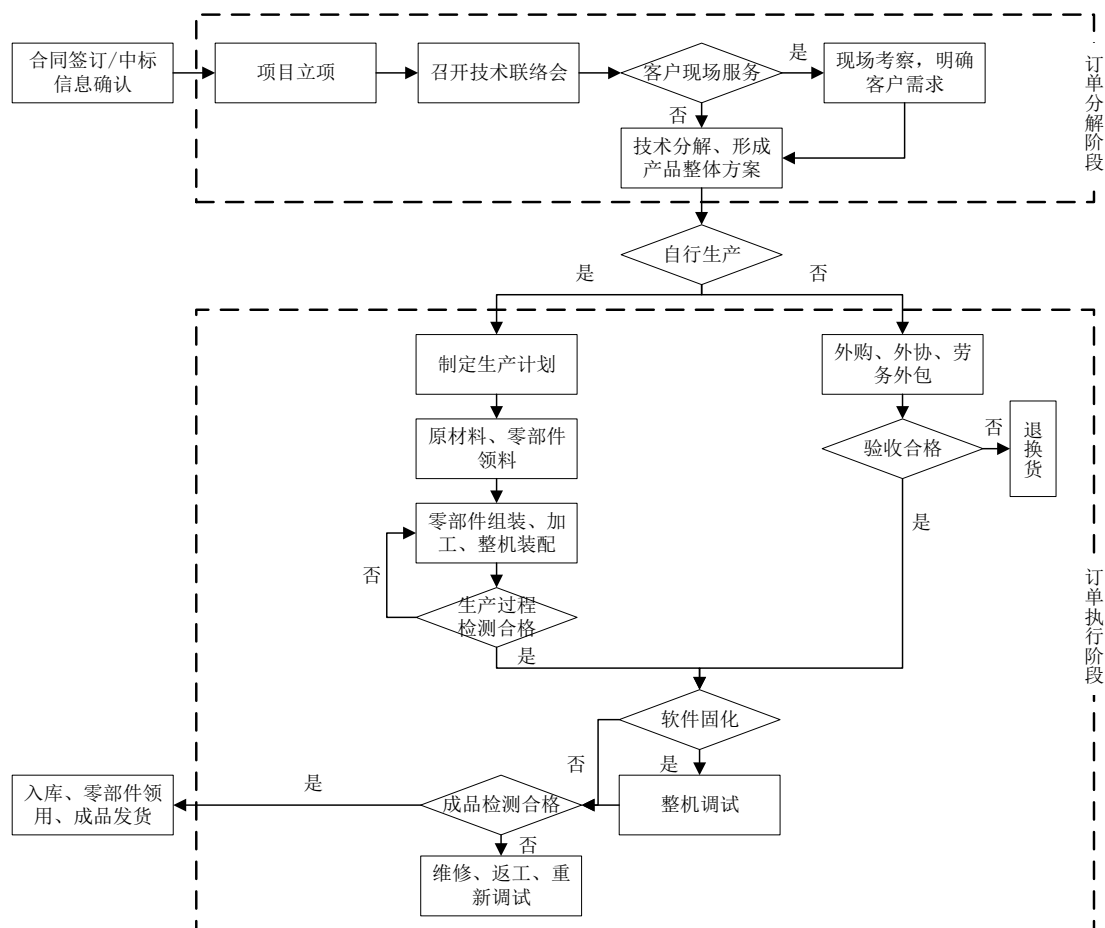 合同签订/中标
信息确认
项目立项
召开技术联络会
客户现场服务
是
现场考察，明确
客户需求
否
技术分解、形成
产品整体方案
订单分解阶段
自行生产
是
否
制定生产计划
外购、外协、劳
务外包
原材料、零部件
领料
验收合格
否
退换货
零部件组装、加
工、整机装配
是
否
生产过程
检测合格
是
订单执行阶段
软件固化
否
是
整机调试
成品检测合格
是
入库、零部件领
用、成品发货
否
维修、返工、重
新调试